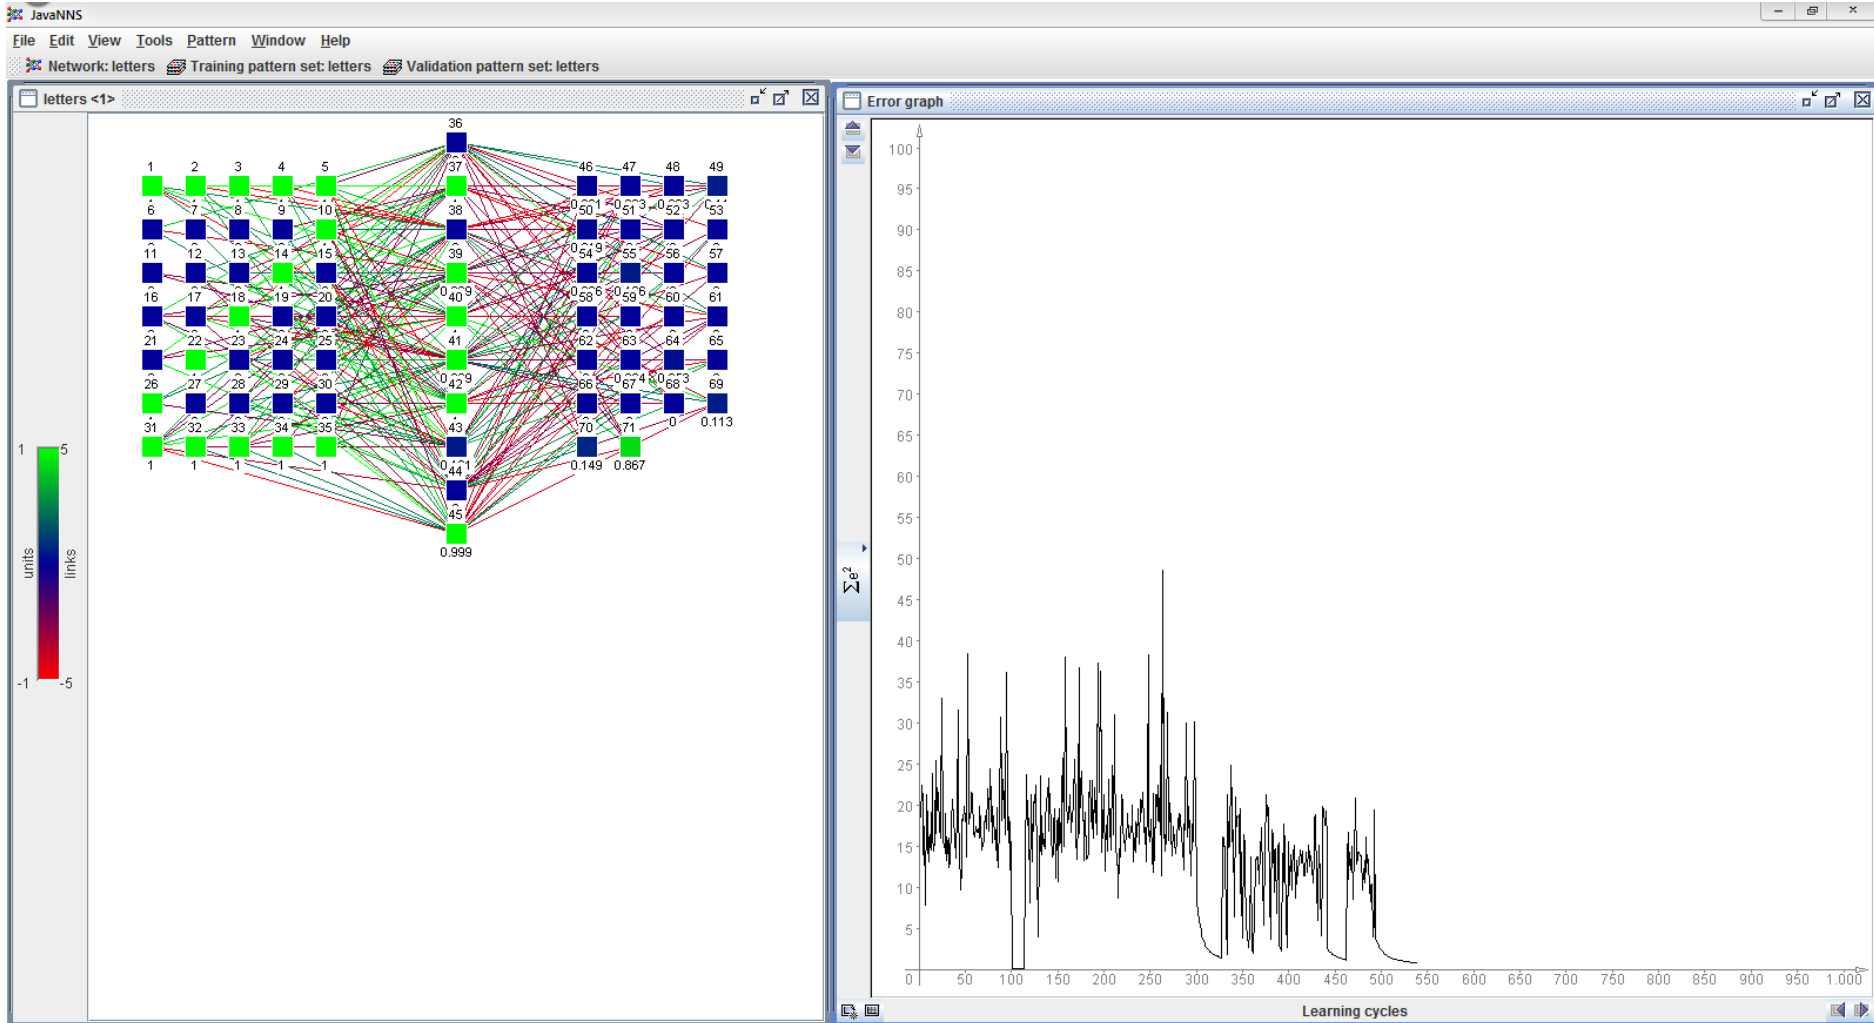 JavaNNS
File Edit View Tools Pattern Window Help
Network: letters Training pattern set: letters Validation pattern set: letters
letters <1>
36
1 2 3 4 5 37 46 47 48 49
6 7 8 9 10 38 50 51 52 53
11 12 13 14 15 39 54 55 56 57
16 17 18 19 20 40 58 59 60 61
21 22 23 24 25 41 62 63 64 65
26 27 28 29 30 42 66 67 68 69
0 0.113
31 32 33 34 35 43 70 71
1 1 1 1 1 44 0.149 0.867
45
0.999
1 5
units links
-1 -5
Error graph
100
95
90
85
80
75
70
65
60
55
50
45
40
35
30
25
20
15
10
5
0 50 100 150 200 250 300 350 400 450 500 550 600 650 700 750 800 850 900 950 1.000
Σe²
Learning cycles